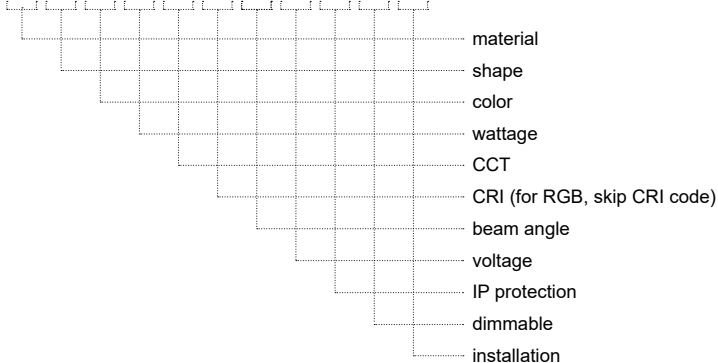 material
shape
color
wattage
CCT
CRI (for RGB, skip CRI code)
beam angle
voltage
IP protection
dimmable
installation